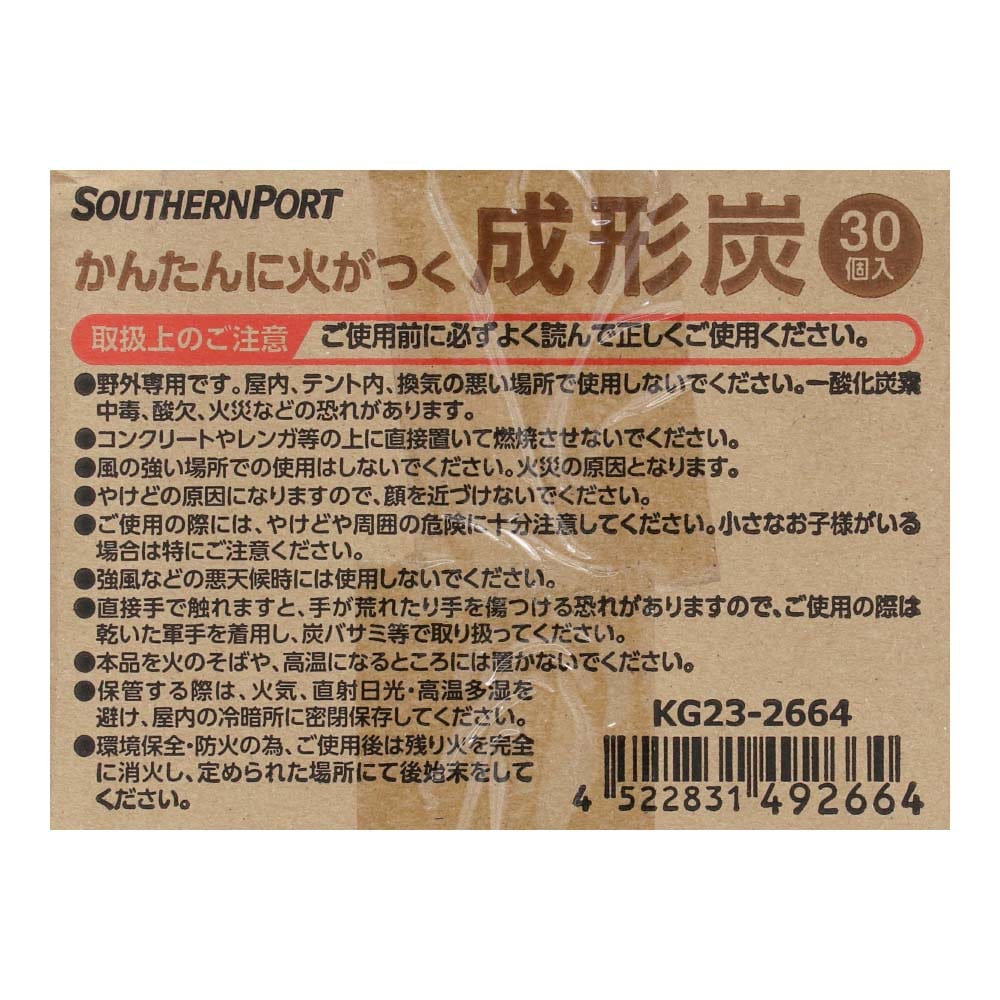 SOUTHERNPORT
かんたんに火がつく 成形炭 30個入
取扱上のご注意 ご使用前に必ずよく読んで正しくご使用ください。
●野外専用です。屋内、テント内、換気の悪い場所で使用しないでください。一酸化炭素
中毒、酸欠、火災などの恐れがあります。
●コンクリートやレンガ等の上に直接置いて燃焼させないでください。
●風の強い場所での使用はしないでください。火災の原因となります。
●やけどの原因になりますので、顔を近づけないでください。
●ご使用の際には、やけどや周囲の危険に十分注意してください。小さなお子様がいる
場合は特にご注意ください。
●強風などの悪天候時には使用しないでください。
●直接手で触れますと、手が荒れたり手を傷つける恐れがありますので、ご使用の際は
乾いた軍手を着用し、炭バサミ等で取り扱ってください。
●本品を火のそばや、高温になるところには置かないでください。
●保管する際は、火気、直射日光・高温多湿を
避け、屋内の冷暗所に密閉保存してください。
●環境保全・防火の為、ご使用後は残り火を完全
に消火し、定められた場所にて後始末をして
ください。
KG23-2664
4 522831 492664